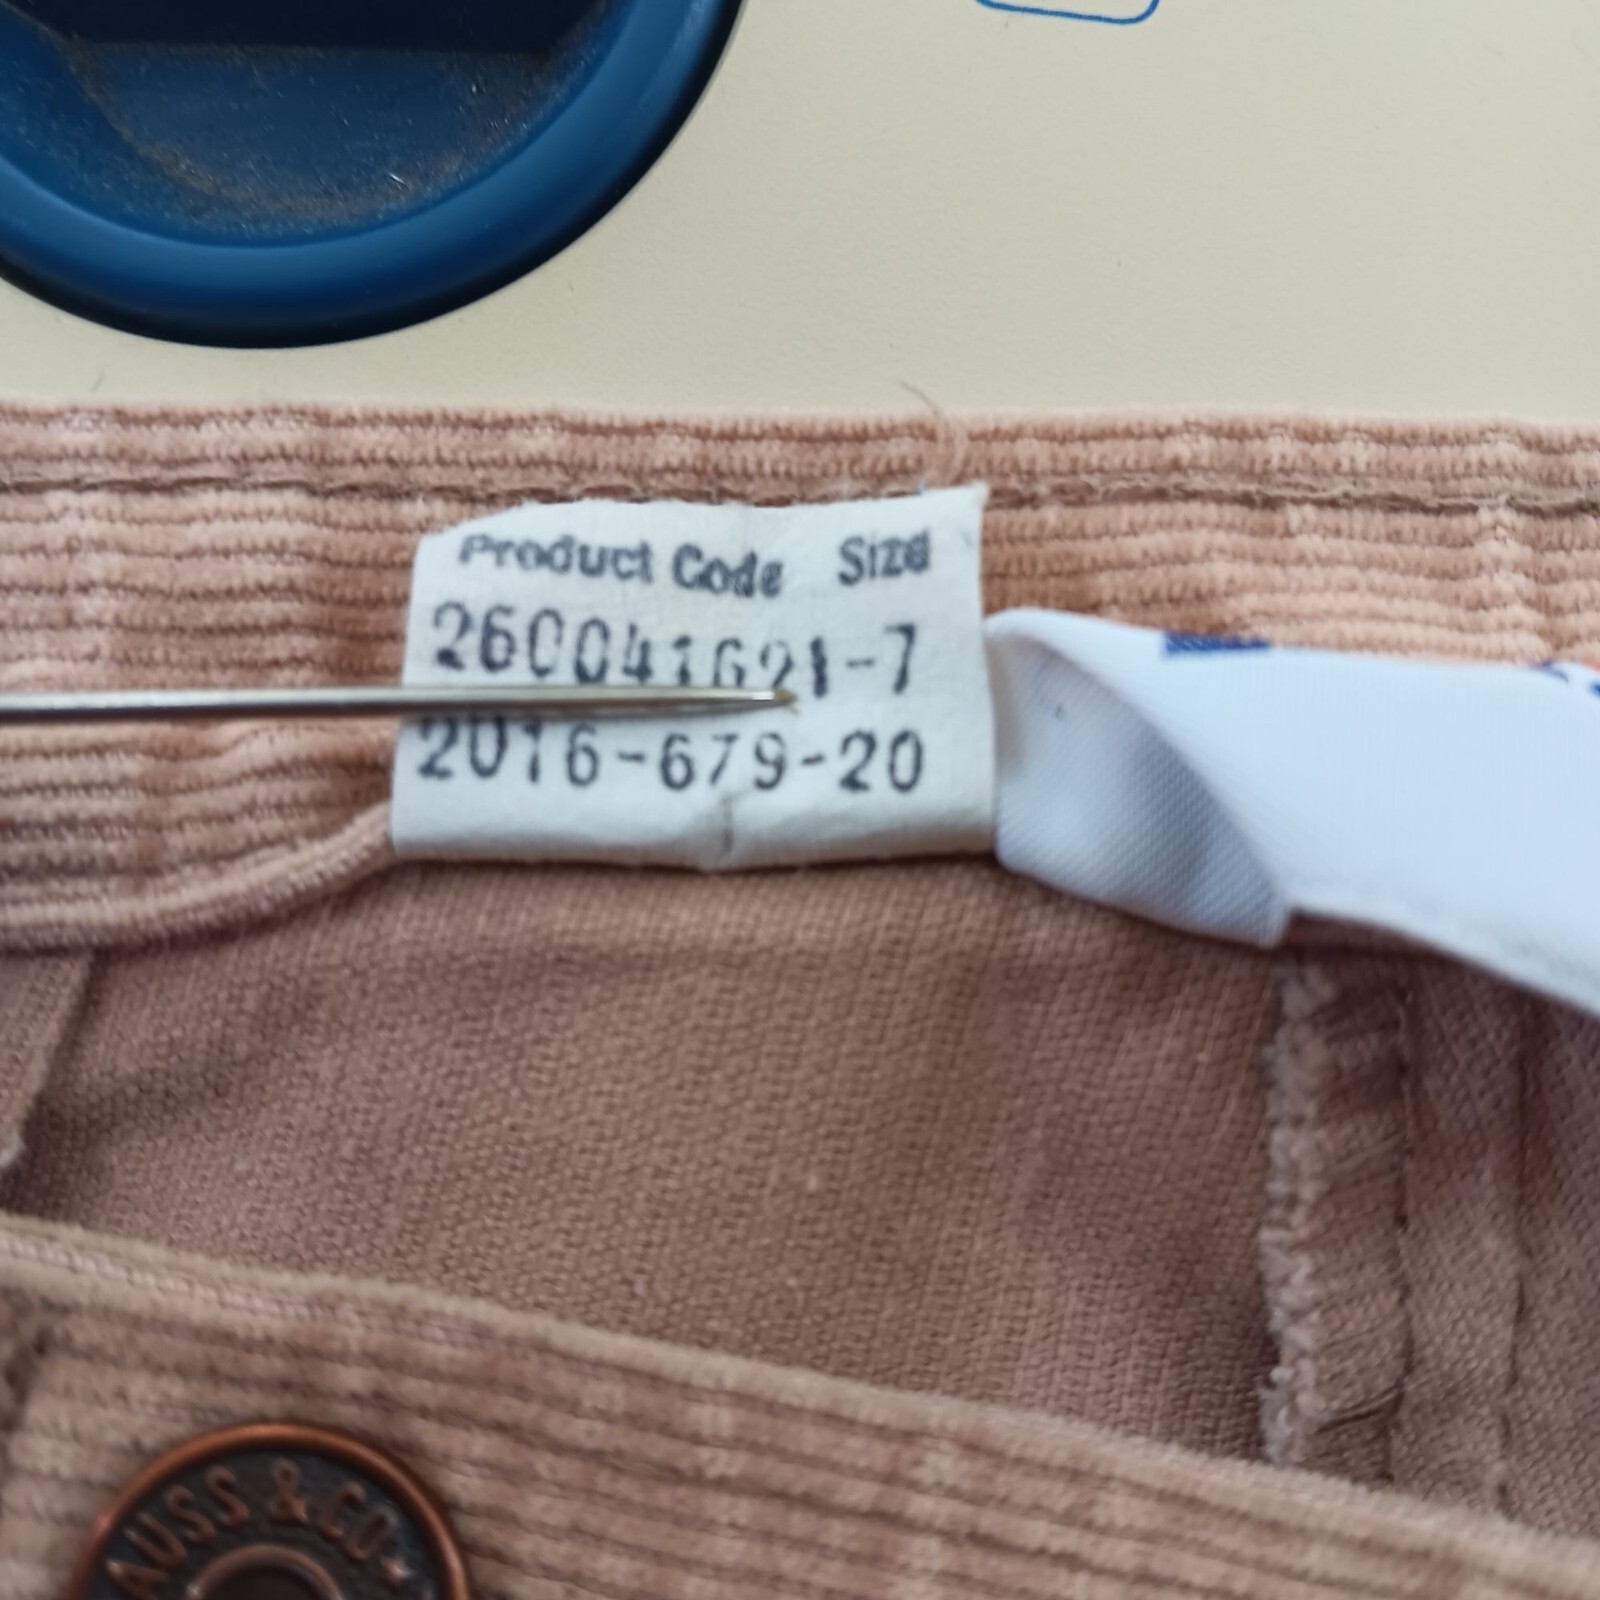 Product Code Size
260041621-7
2016-679-20
AUSS & CO